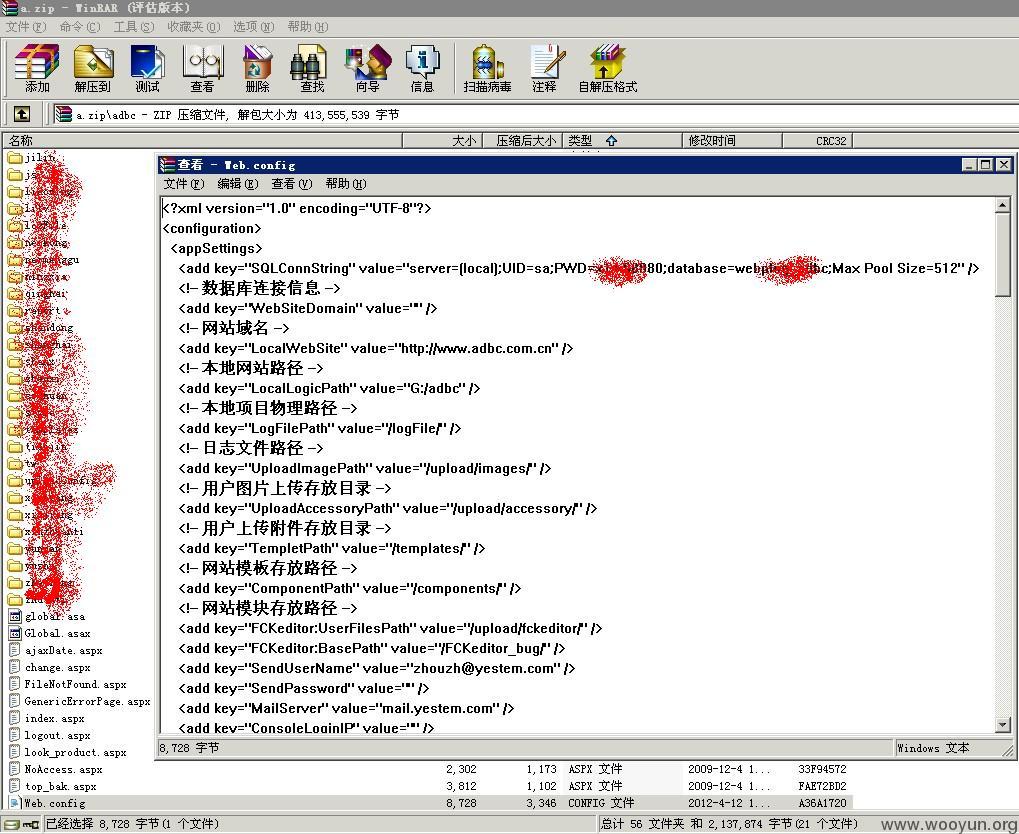 a.zip - WinRAR (评估版本)
文件(F) 命令(C) 工具(S) 收藏夹(O) 选项(N) 帮助(H)
添加 解压到 测试 查看 删除 查找 向导 信息 扫描病毒 注释 自解压格式
a.zip\adbc - ZIP 压缩文件, 解包大小为 413,555,539 字节
名称 大小 压缩后大小 类型 修改时间 CRC32
查看 - Web.config
文件(F) 编辑(E) 查看(V) 帮助(H)
<?xml version="1.0" encoding="UTF-8"?>
<configuration>
<appSettings>
<add key="SQLConnString" value="server=(local);UID=sa;PWD= database= Max Pool Size=512" />
<!-- 数据库连接信息 -->
<add key="WebSiteDomain" value="" />
<!-- 网站域名 -->
<add key="LocalWebSite" value="http://www.adbc.com.cn" />
<!-- 本地网站路径 -->
<add key="LocalLogicPath" value="G:/adbc" />
<!-- 本地项目物理路径 -->
<add key="LogFilePath" value="/logFile/" />
<!-- 日志文件路径 -->
<add key="UploadImagePath" value="/upload/images/" />
<!-- 用户图片上传存放目录 -->
<add key="UploadAccessoryPath" value="/upload/accessory/" />
<!-- 用户上传附件存放目录 -->
<add key="TempletPath" value="/templates/" />
<!-- 网站模板存放路径 -->
<add key="ComponentPath" value="/components/" />
<!-- 网站模块存放路径 -->
<add key="FCKeditor:UserFilesPath" value="/upload/fckeditor/" />
<add key="FCKeditor:BasePath" value="/FCKeditor_bug/" />
<add key="SendUserName" value="zhouzh@yestem.com" />
<add key="SendPassword" value="" />
<add key="MailServer" value="mail.yestem.com" />
<add key="ConsoleLoginIP" value="" />
8,728 字节 Windows 文本
global.asa
Global.asax
ajaxDate.aspx
change.aspx
FileNotFound.aspx
GenericErrorPage.aspx
index.aspx
logout.aspx
look_product.aspx
NoAccess.aspx 2,302 1,173 ASPX 文件 2009-12-4 1... 33F94572
top_bak.aspx 3,812 1,102 ASPX 文件 2009-12-4 1... FAE72BD2
Web.config 8,728 3,346 CONFIG 文件 2012-4-12 1... A36A1720
已经选择 8,728 字节(1 个文件) 总计 56 文件夹 和 2,137,874 字节(21 个文件)
www.wooyun.org